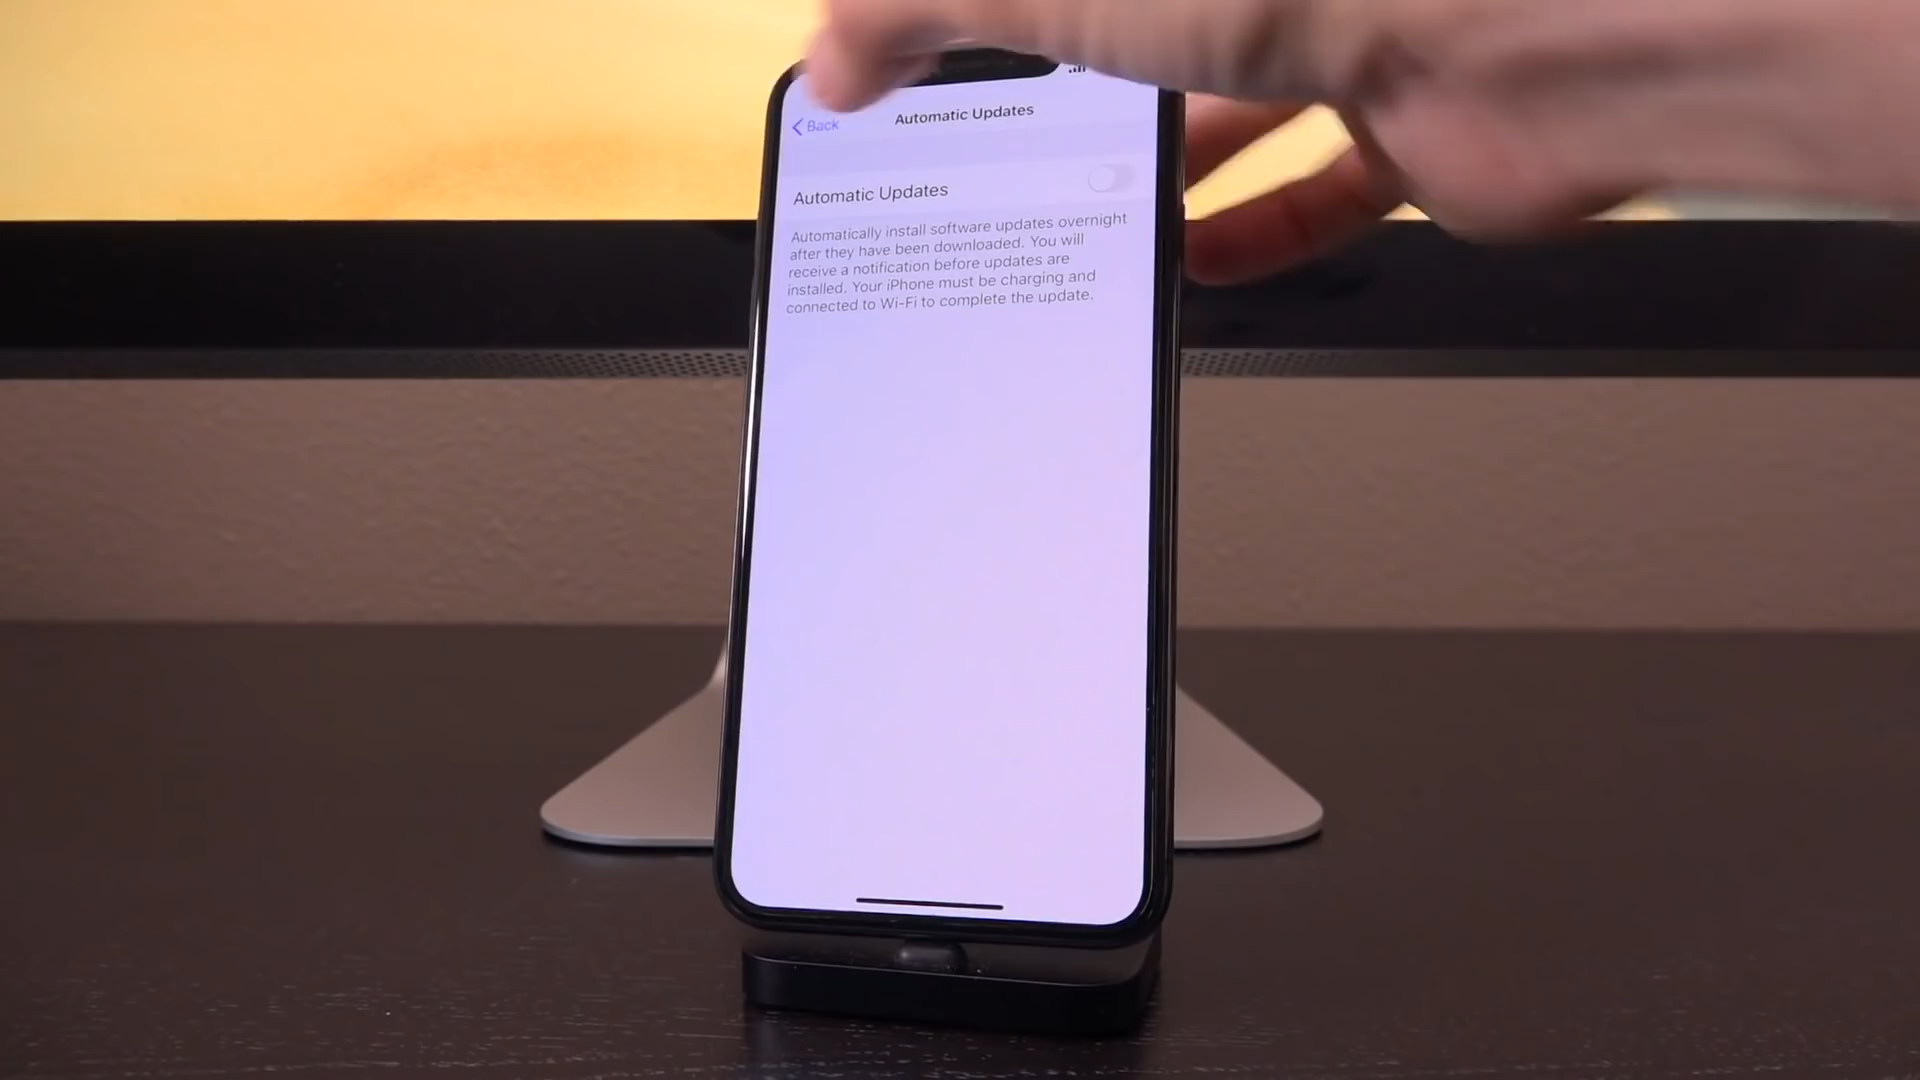 Back
Automatic Updates
Automatic Updates
Automatically install software updates overnight
after they have been downloaded. You will
receive a notification before updates are
installed. Your iPhone must be charging and
connected to Wi-Fi to complete the update.